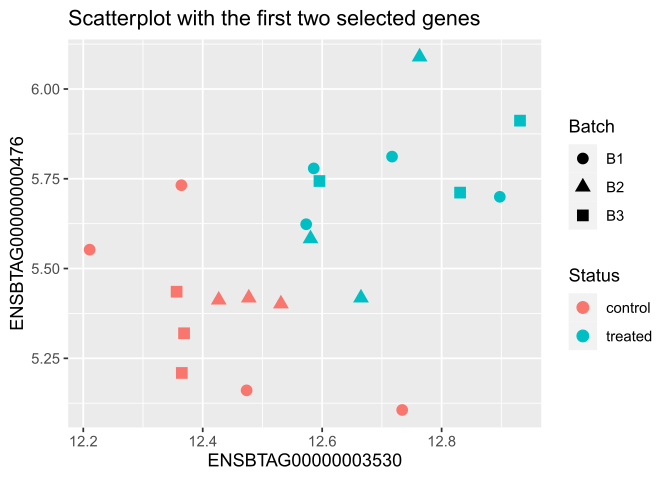 Scatterplot with the first two selected genes
ENSBTAG00000000476
6.00
5.75
5.50
5.25
12.2 12.4 12.6 12.8
ENSBTAG00000003530
Batch
B1
B2
B3
Status
control
treated